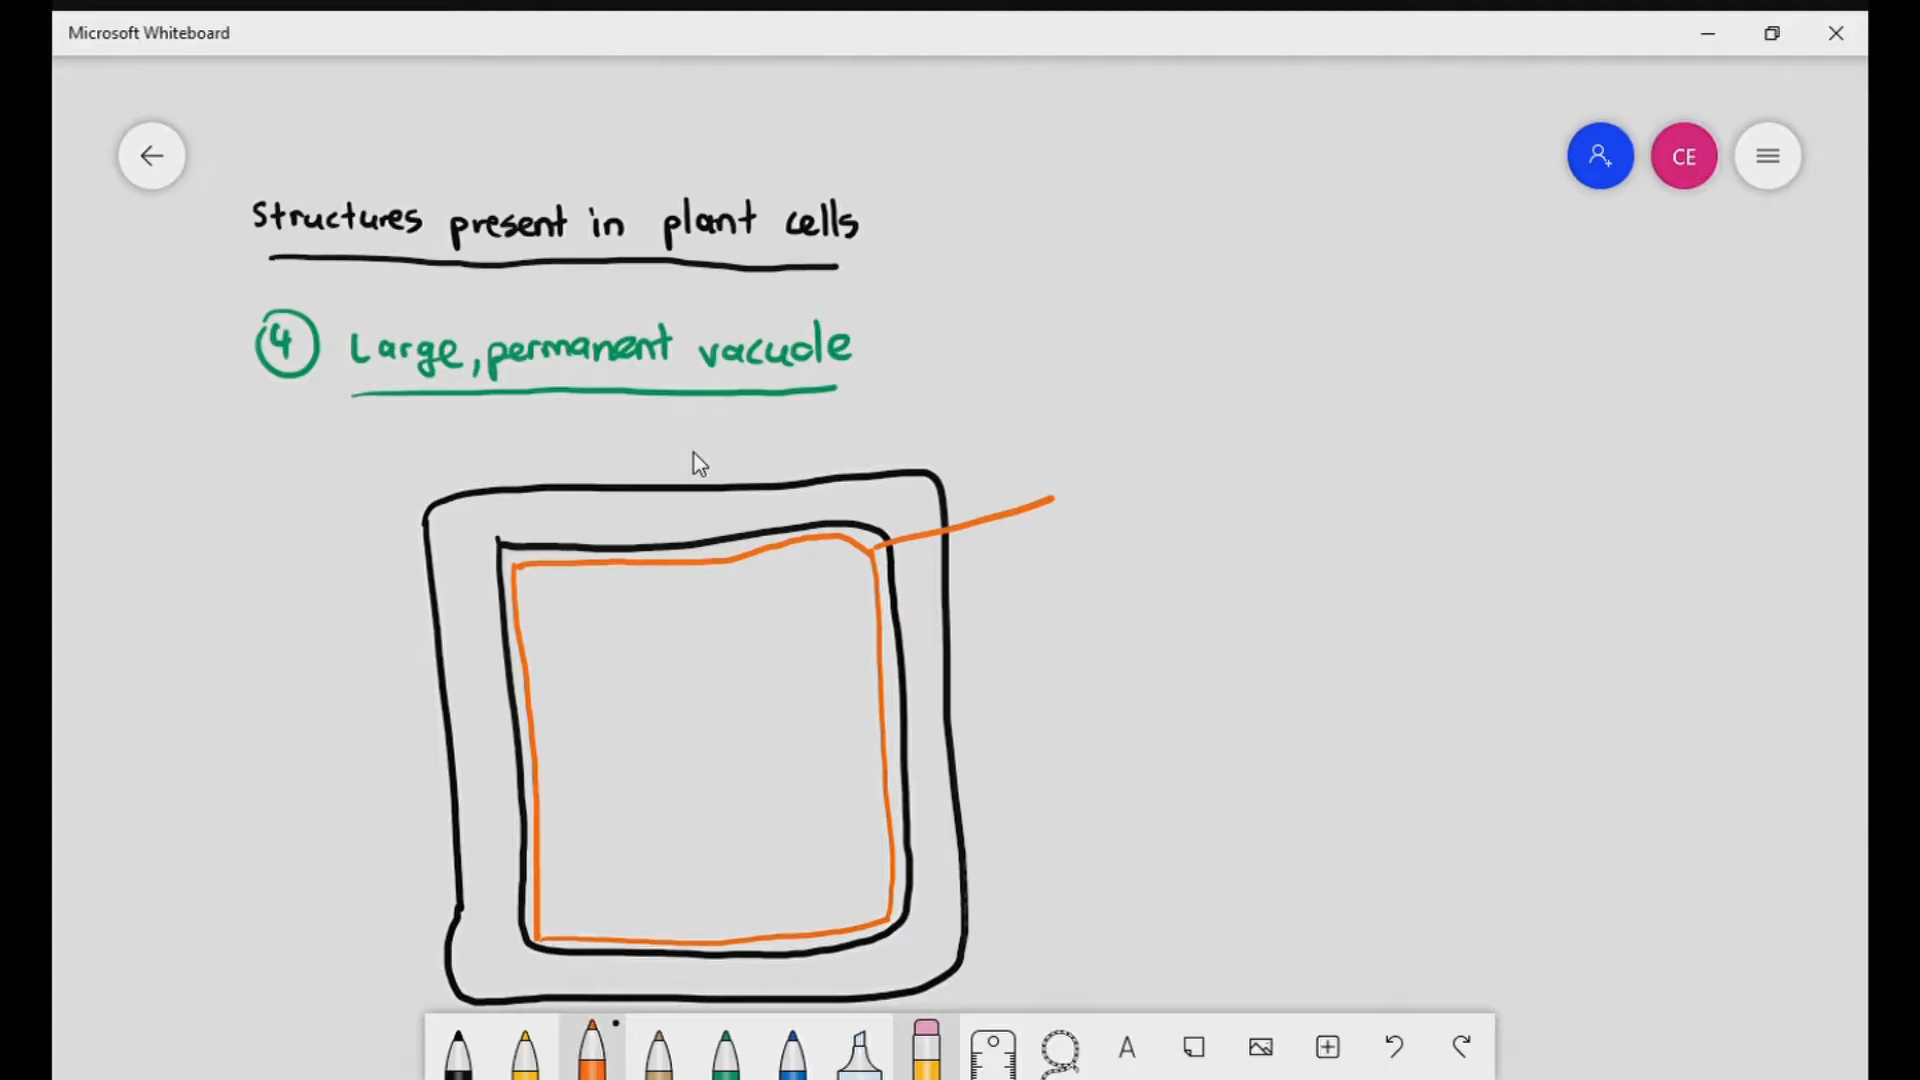 Microsoft Whiteboard
CE
Structures present in plant cells
4 Large, permanent vacuole
A